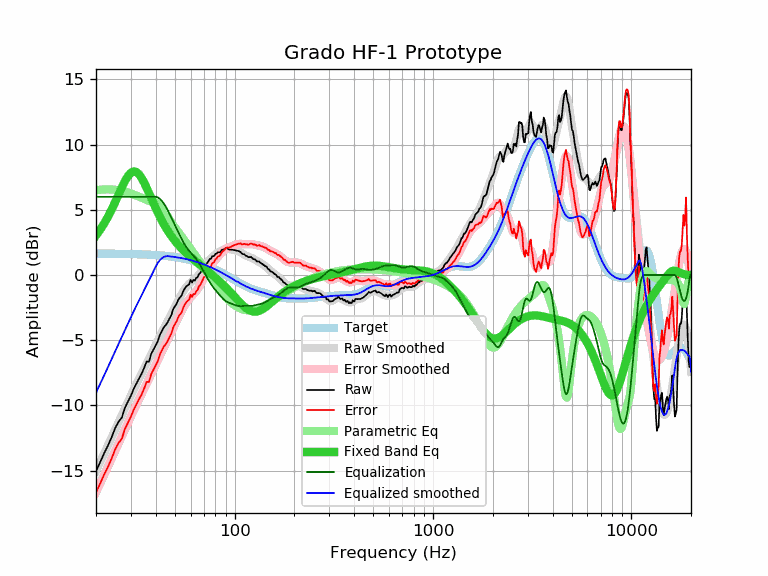 Grado HF-1 Prototype
15
10
5
0
−5
−10
−15
Amplitude (dBr)
Target
Raw Smoothed
Error Smoothed
Raw
Error
Parametric Eq
Fixed Band Eq
Equalization
Equalized smoothed
100
1000
10000
Frequency (Hz)